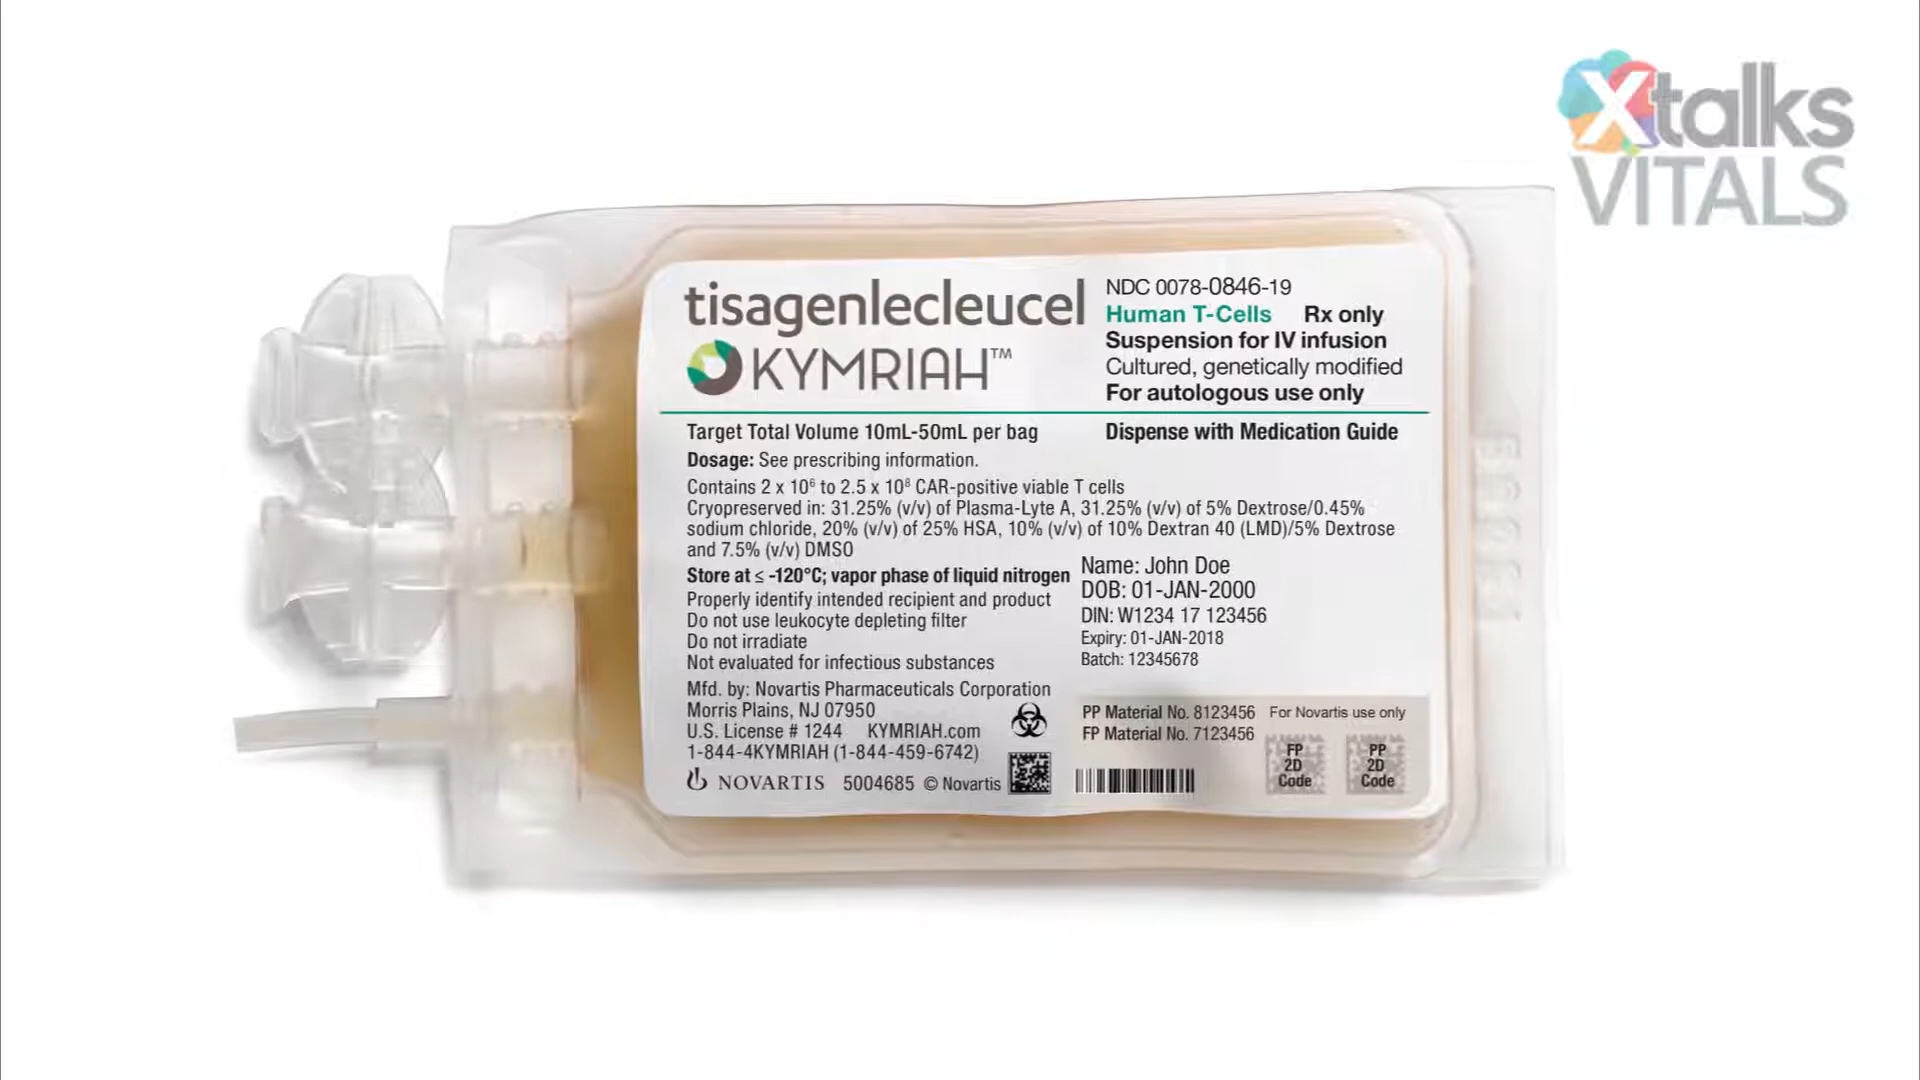 Xtalks
VITALS
tisagenlecleucel
KYMRIAH™
NDC 0078-0846-19
Human T-Cells Rx only
Suspension for IV infusion
Cultured, genetically modified
For autologous use only
Target Total Volume 10mL-50mL per bag
Dispense with Medication Guide
Dosage: See prescribing information.
Contains 2 x 10⁶ to 2.5 x 10⁸ CAR-positive viable T cells
Cryopreserved in: 31.25% (v/v) of Plasma-Lyte A, 31.25% (v/v) of 5% Dextrose/0.45%
sodium chloride, 20% (v/v) of 25% HSA, 10% (v/v) of 10% Dextran 40 (LMD)/5% Dextrose
and 7.5% (v/v) DMSO
Store at ≤ -120°C; vapor phase of liquid nitrogen
Properly identify intended recipient and product
Do not use leukocyte depleting filter
Do not irradiate
Not evaluated for infectious substances
Mfd. by: Novartis Pharmaceuticals Corporation
Morris Plains, NJ 07950
U.S. License # 1244 KYMRIAH.com
1-844-4KYMRIAH (1-844-459-6742)
NOVARTIS 5004685 © Novartis
Name: John Doe
DOB: 01-JAN-2000
DIN: W1234 17 123456
Expiry: 01-JAN-2018
Batch: 12345678
PP Material No. 8123456 For Novartis use only
FP Material No. 7123456
FP
2D
Code
PP
2D
Code